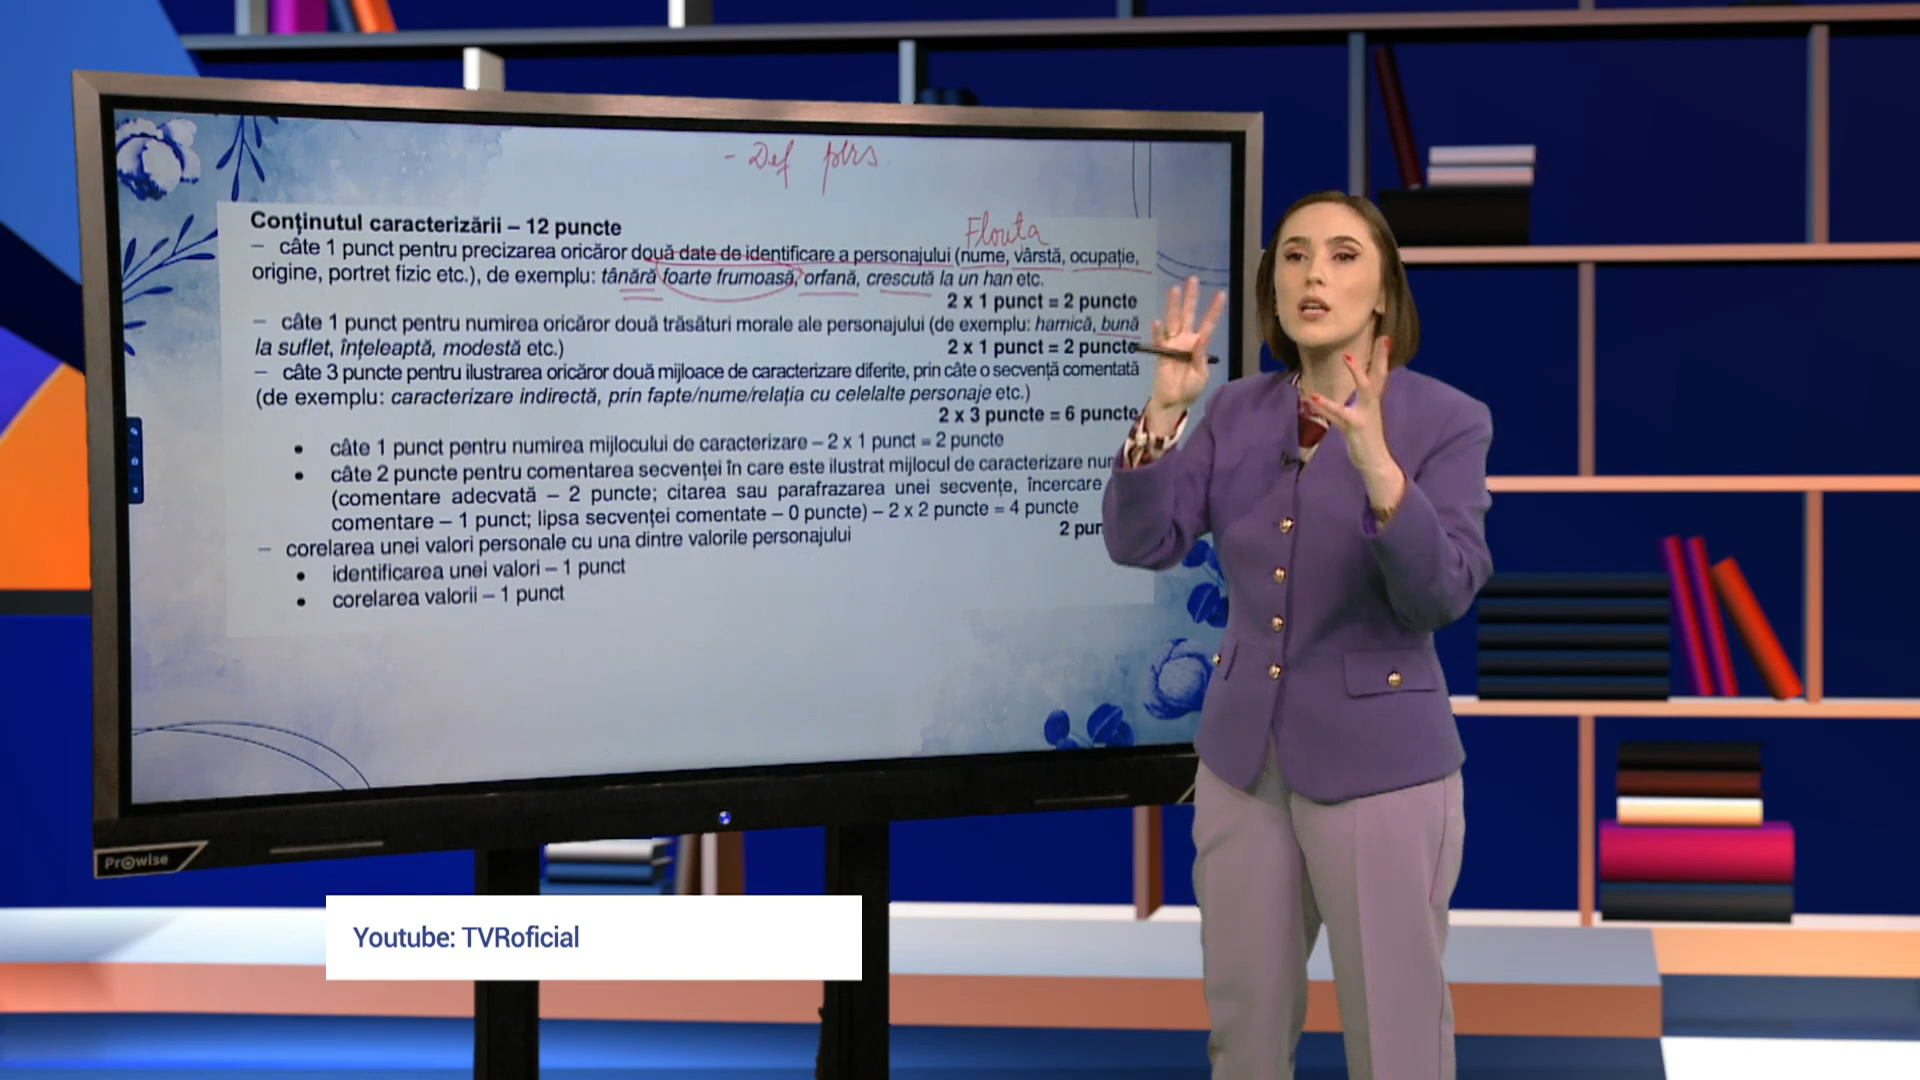 - Def prs
Conținutul caracterizării – 12 puncte
Florița
– câte 1 punct pentru precizarea oricăror două date de identificare a personajului (nume, vârstă, ocupație,
origine, portret fizic etc.), de exemplu: tânără foarte frumoasă, orfană, crescută la un han etc.
2 x 1 punct = 2 puncte
– câte 1 punct pentru numirea oricăror două trăsături morale ale personajului (de exemplu: harnică, bună
la suflet, înțeleaptă, modestă etc.)
2 x 1 punct = 2 puncte
– câte 3 puncte pentru ilustrarea oricăror două mijloace de caracterizare diferite, prin câte o secvență comentată
(de exemplu: caracterizare indirectă, prin fapte/nume/relația cu celelalte personaje etc.)
2 x 3 puncte = 6 puncte
• câte 1 punct pentru numirea mijlocului de caracterizare – 2 x 1 punct = 2 puncte
• câte 2 puncte pentru comentarea secvenței în care este ilustrat mijlocul de caracterizare
(comentare adecvată – 2 puncte; citarea sau parafrazarea unei secvențe, încercare
comentare – 1 punct; lipsa secvenței comentate – 0 puncte) – 2 x 2 puncte = 4 puncte
2
– corelarea unei valori personale cu una dintre valorile personajului
• identificarea unei valori – 1 punct
• corelarea valorii – 1 punct
Prowise
Youtube: TVRoficial